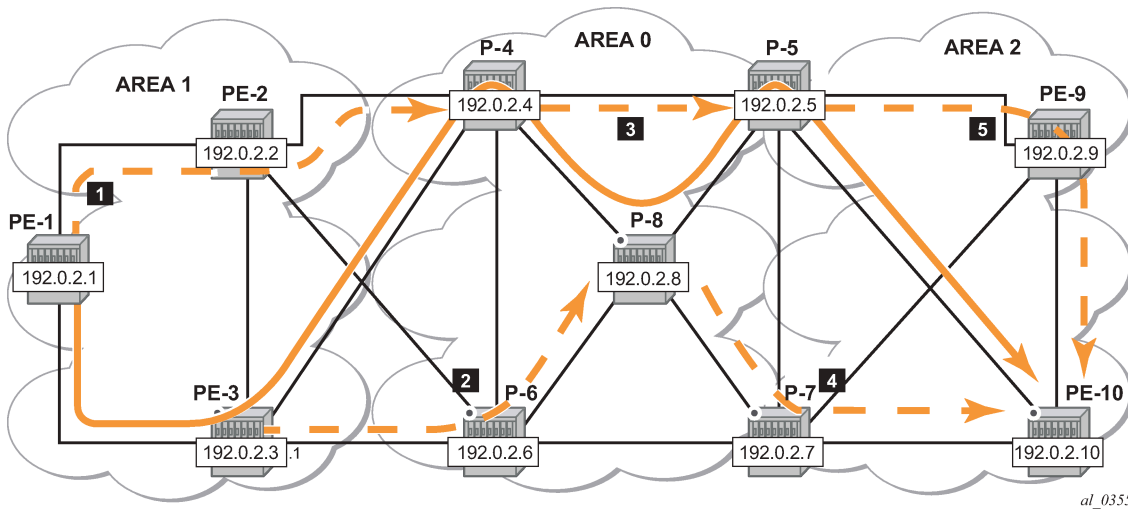 AREA 0
P-4
P-5
AREA 2
AREA 1
PE-2
PE-9
192.0.2.4
192.0.2.5
3
5
192.0.2.2
192.0.2.9
1
PE-1
P-8
192.0.2.1
192.0.2.8
PE-3
2
P-6
P-7
4
PE-10
192.0.2.3
.1
192.0.2.6
192.0.2.7
192.0.2.10
al_0355